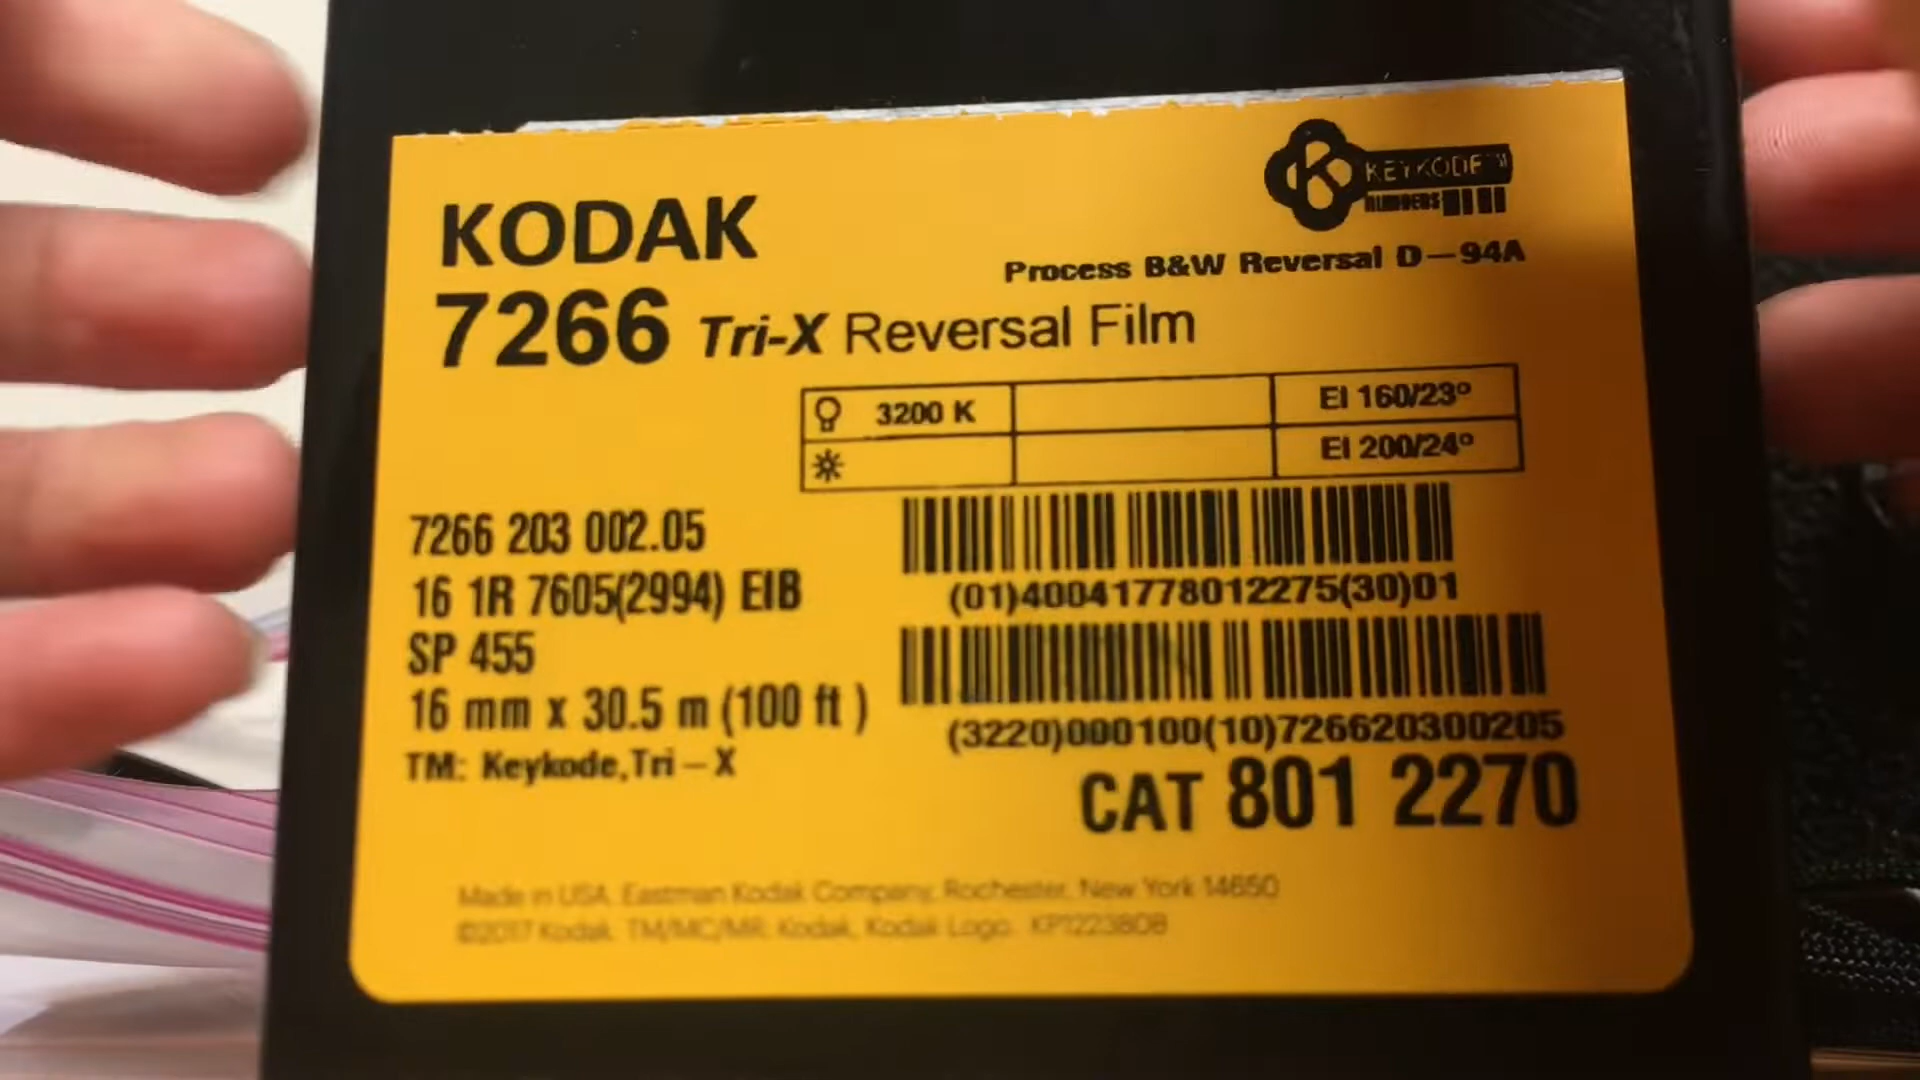 KEYKODE™
NUMBERS
KODAK
Process B&W Reversal D-94A
7266 Tri-X Reversal Film
3200 K EI 160/23°
EI 200/24°
7266 203 002.05
16 1R 7605(2994) EIB
(01)40041778012275(30)01
SP 455
16 mm x 30.5 m (100 ft )
(3220)000100(10)726620300205
TM: Keykode,Tri-X
CAT 801 2270
Made in USA. Eastman Kodak Company, Rochester, New York 14650
©2017 Kodak. TM/MC/MR: Kodak, Kodak Logo.